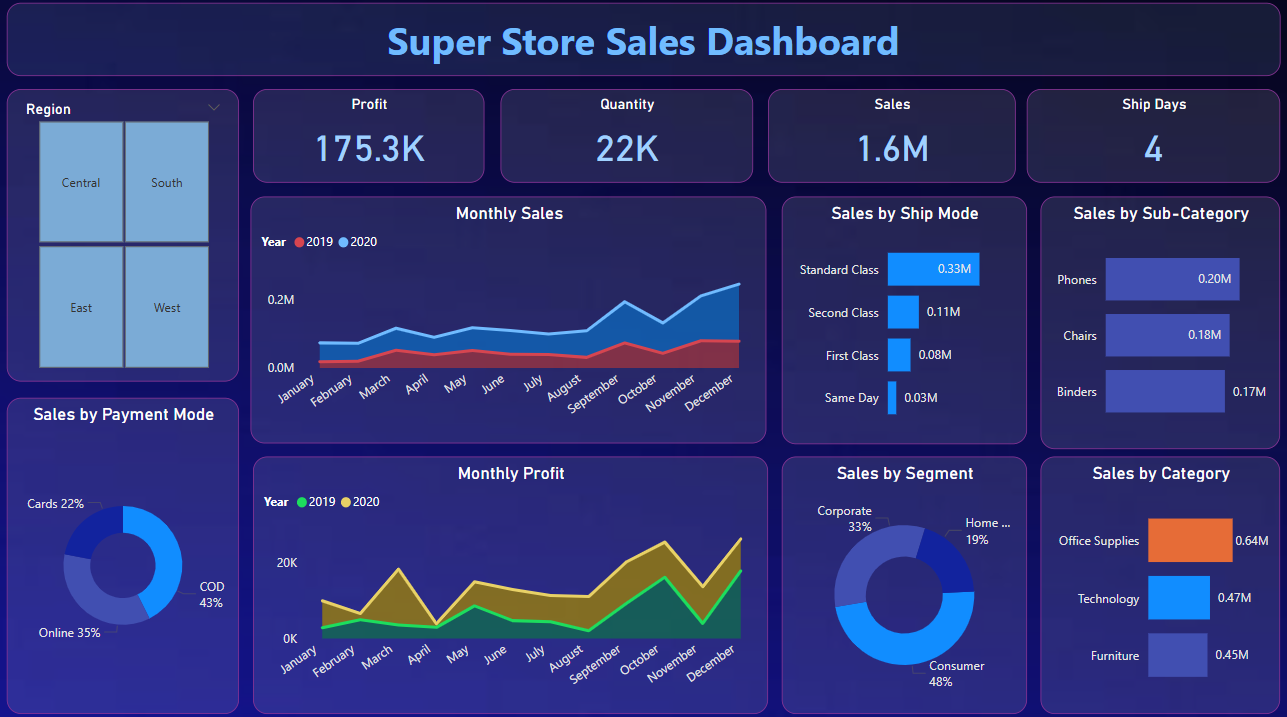 Super Store Sales Dashboard
Region
Central
South
East
West
Profit
175.3K
Quantity
22K
Sales
1.6M
Ship Days
4
Monthly Sales
Year 2019 2020
0.2M
0.0M
January February March April May June July August September October November December
Sales by Ship Mode
Standard Class 0.33M
Second Class 0.11M
First Class 0.08M
Same Day 0.03M
Sales by Sub-Category
Phones 0.20M
Chairs 0.18M
Binders 0.17M
Sales by Payment Mode
Cards 22%
COD
43%
Online 35%
Monthly Profit
Year 2019 2020
20K
0K
January February March April May June July August September October November December
Sales by Segment
Corporate
33%
Home ...
19%
Consumer
48%
Sales by Category
Office Supplies 0.64M
Technology 0.47M
Furniture 0.45M